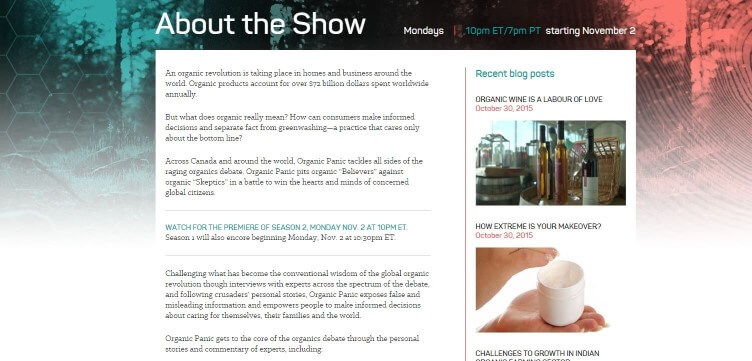 About the Show
Mondays | 10pm ET/7pm PT starting November 2
An organic revolution is taking place in homes and business around the
world. Organic products account for over $72 billion dollars spent worldwide
annually.
But what does organic really mean? How can consumers make informed
decisions and separate fact from greenwashing—a practice that cares only
about the bottom line?
Across Canada and around the world, Organic Panic tackles all sides of the
raging organics debate. Organic Panic pits organic "Believers" against
organic "Skeptics" in a battle to win the hearts and minds of concerned
global citizens.
WATCH FOR THE PREMIERE OF SEASON 2, MONDAY NOV. 2 AT 10PM ET.
Season 1 will also encore beginning Monday, Nov. 2 at 10:30pm ET.
Challenging what has become the conventional wisdom of the global organic
revolution though interviews with experts across the spectrum of the debate,
and following crusaders' personal stories, Organic Panic exposes false and
misleading information and empowers people to make informed decisions
about caring for themselves, their families and the world.
Organic Panic gets to the core of the organics debate through the personal
stories and commentary of experts, including:
Recent blog posts
ORGANIC WINE IS A LABOUR OF LOVE
October 30, 2015
HOW EXTREME IS YOUR MAKEOVER?
October 30, 2015
CHALLENGES TO GROWTH IN INDIAN
ORGANIC FARMING SECTOR